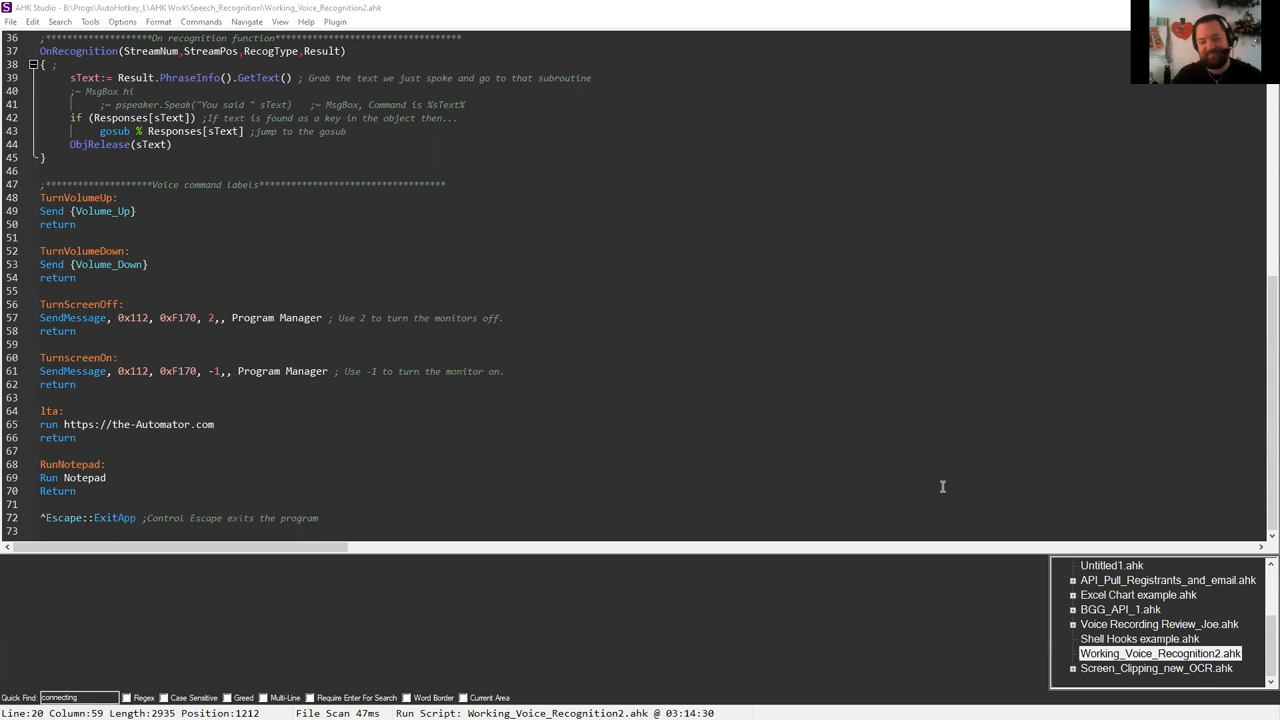 AHK Studio - B:\Progs\AutoHotkey_L\AHK Work\Speech_Recognition\Working_Voice_Recognition2.ahk
File Edit Search Tools Options Format Commands Navigate View Help Plugin
36 ;********************On recognition function***********************************
37 OnRecognition(StreamNum,StreamPos,RecogType,Result)
38 { ;
39 sText:= Result.PhraseInfo().GetText() ; Grab the text we just spoke and go to that subroutine
40 ;~ MsgBox hi
41 ;~ pspeaker.Speak("You said " sText) ;~ MsgBox, Command is %sText%
42 if (Responses[sText]) ;If text is found as a key in the object then...
43 gosub % Responses[sText] ;jump to the gosub
44 ObjRelease(sText)
45 }
46
47 ;********************Voice command labels***********************************
48 TurnVolumeUp:
49 Send {Volume_Up}
50 return
51
52 TurnVolumeDown:
53 Send {Volume_Down}
54 return
55
56 TurnScreenOff:
57 SendMessage, 0x112, 0xF170, 2,, Program Manager ; Use 2 to turn the monitors off.
58 return
59
60 TurnscreenOn:
61 SendMessage, 0x112, 0xF170, -1,, Program Manager ; Use -1 to turn the monitor on.
62 return
63
64 lta:
65 run https://the-Automator.com
66 return
67
68 RunNotepad:
69 Run Notepad
70 Return
71
72 ^Escape::ExitApp ;Control Escape exits the program
73
Untitled1.ahk
API_Pull_Registrants_and_email.ahk
Excel Chart example.ahk
BGG_API_1.ahk
Voice Recording Review_Joe.ahk
Shell Hooks example.ahk
Working_Voice_Recognition2.ahk
Screen_Clipping_new_OCR.ahk
Quick Find: connecting Regex Case Sensitive Greed Multi-Line Require Enter For Search Word Border Current Area
Line:20 Column:59 Length:2935 Position:1212 File Scan 47ms Run Script: Working_Voice_Recognition2.ahk @ 03:14:30